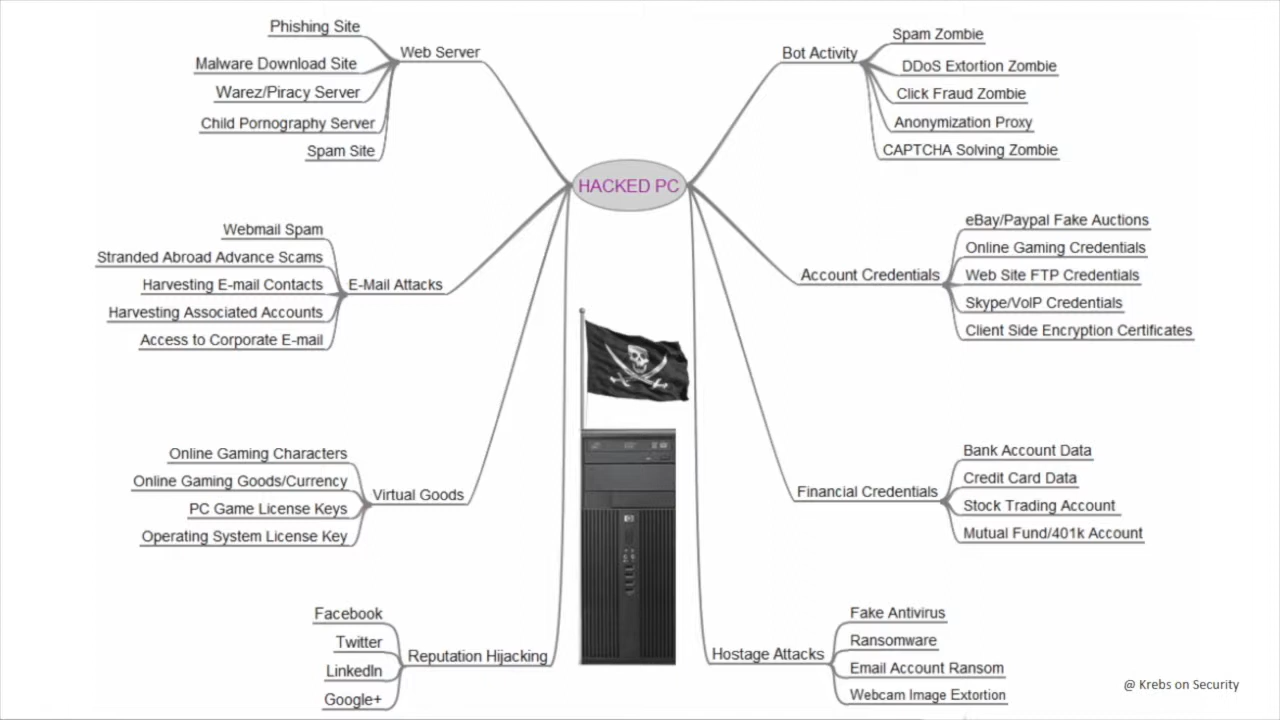 Phishing Site
Malware Download Site
Warez/Piracy Server
Child Pornography Server
Spam Site
Web Server
Webmail Spam
Stranded Abroad Advance Scams
Harvesting E-mail Contacts
Harvesting Associated Accounts
Access to Corporate E-mail
E-Mail Attacks
Online Gaming Characters
Online Gaming Goods/Currency
PC Game License Keys
Operating System License Key
Virtual Goods
Facebook
Twitter
LinkedIn
Google+
Reputation Hijacking
HACKED PC
Bot Activity
Spam Zombie
DDoS Extortion Zombie
Click Fraud Zombie
Anonymization Proxy
CAPTCHA Solving Zombie
Account Credentials
eBay/Paypal Fake Auctions
Online Gaming Credentials
Web Site FTP Credentials
Skype/VoIP Credentials
Client Side Encryption Certificates
Financial Credentials
Bank Account Data
Credit Card Data
Stock Trading Account
Mutual Fund/401k Account
Hostage Attacks
Fake Antivirus
Ransomware
Email Account Ransom
Webcam Image Extortion
@ Krebs on Security